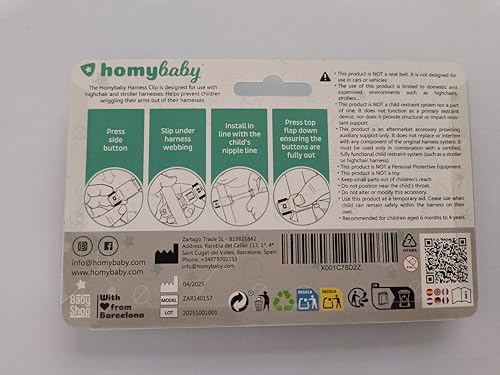 homybaby
The Homybaby Harness Clip is designed for use with
highchair and stroller harnesses. Helps prevent children
wriggling their arms out of their harnesses.
Press
side
button
Slip under
harness
webbing
Install in
line with the
child's
nipple line
Press top
flap down
ensuring the
buttons are
fully out
• This product is NOT a seat belt. It is not designed for
use in cars or vehicles.
• The use of this product is limited to domestic and
supervised environments such as highchairs,
strollers...
• This product is NOT a child restraint system nor a part
of one. It does not function as a primary restraint
device, nor does it offer structural or impact-resistant
support.
• This product is an aftermarket accessory providing
auxiliary support only. It does not replace or interfere
with any component of the original harness system. It
must be used only in combination with a certified,
fully functional child restraint system (such as a stroller
or highchair harness).
• This product is NOT a Personal Protective Equipment.
• This product is NOT a toy.
• Keep small parts out of children's reach.
• Do not position near the child's throat.
• Do not alter or modify this accessory.
• Use this product as a temporary aid. Cease use when
child can remain safely within the harness on their
own.
• Recommended for children aged 6 months to 4 years.
info@homybaby.com
www.homybaby.com
Zartago Trade SL - B19821842
Address: Rambla del Celler 117, 1°, 4°
Sant Cugat del Valles, Barcelona, Spain
Phone: +34679702153
info@homybaby.com
X001C78D2Z
OTHER
04/2025
MODEL ZAR140157
LOT 20251001001
Baby
Shop
With
from
Barcelona
RECICLA
RECICLA